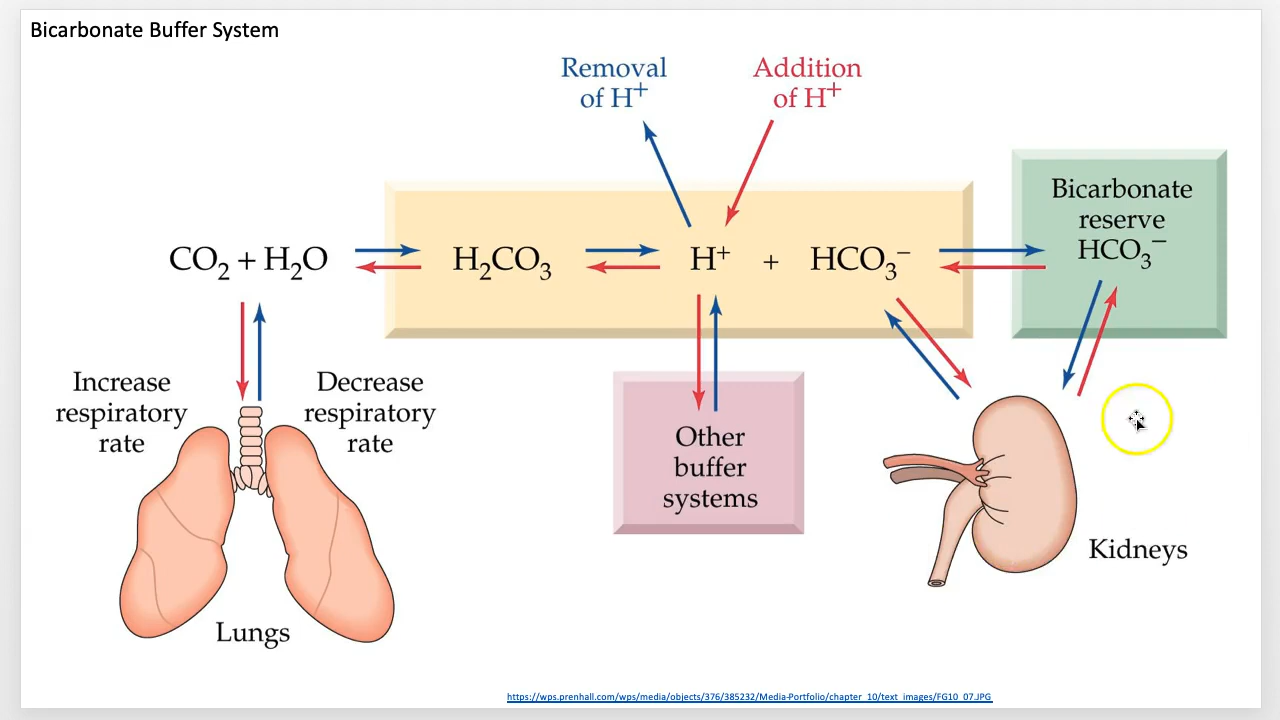 Bicarbonate Buffer System
Removal
of H⁺
Addition
of H⁺
CO₂ + H₂O
H₂CO₃
H⁺ + HCO₃⁻
Bicarbonate
reserve
HCO₃⁻
Increase
respiratory
rate
Decrease
respiratory
rate
Lungs
Other
buffer
systems
Kidneys
https://wps.prenhall.com/wps/media/objects/376/385232/Media-Portfolio/chapter_10/text_images/FG10_07.JPG